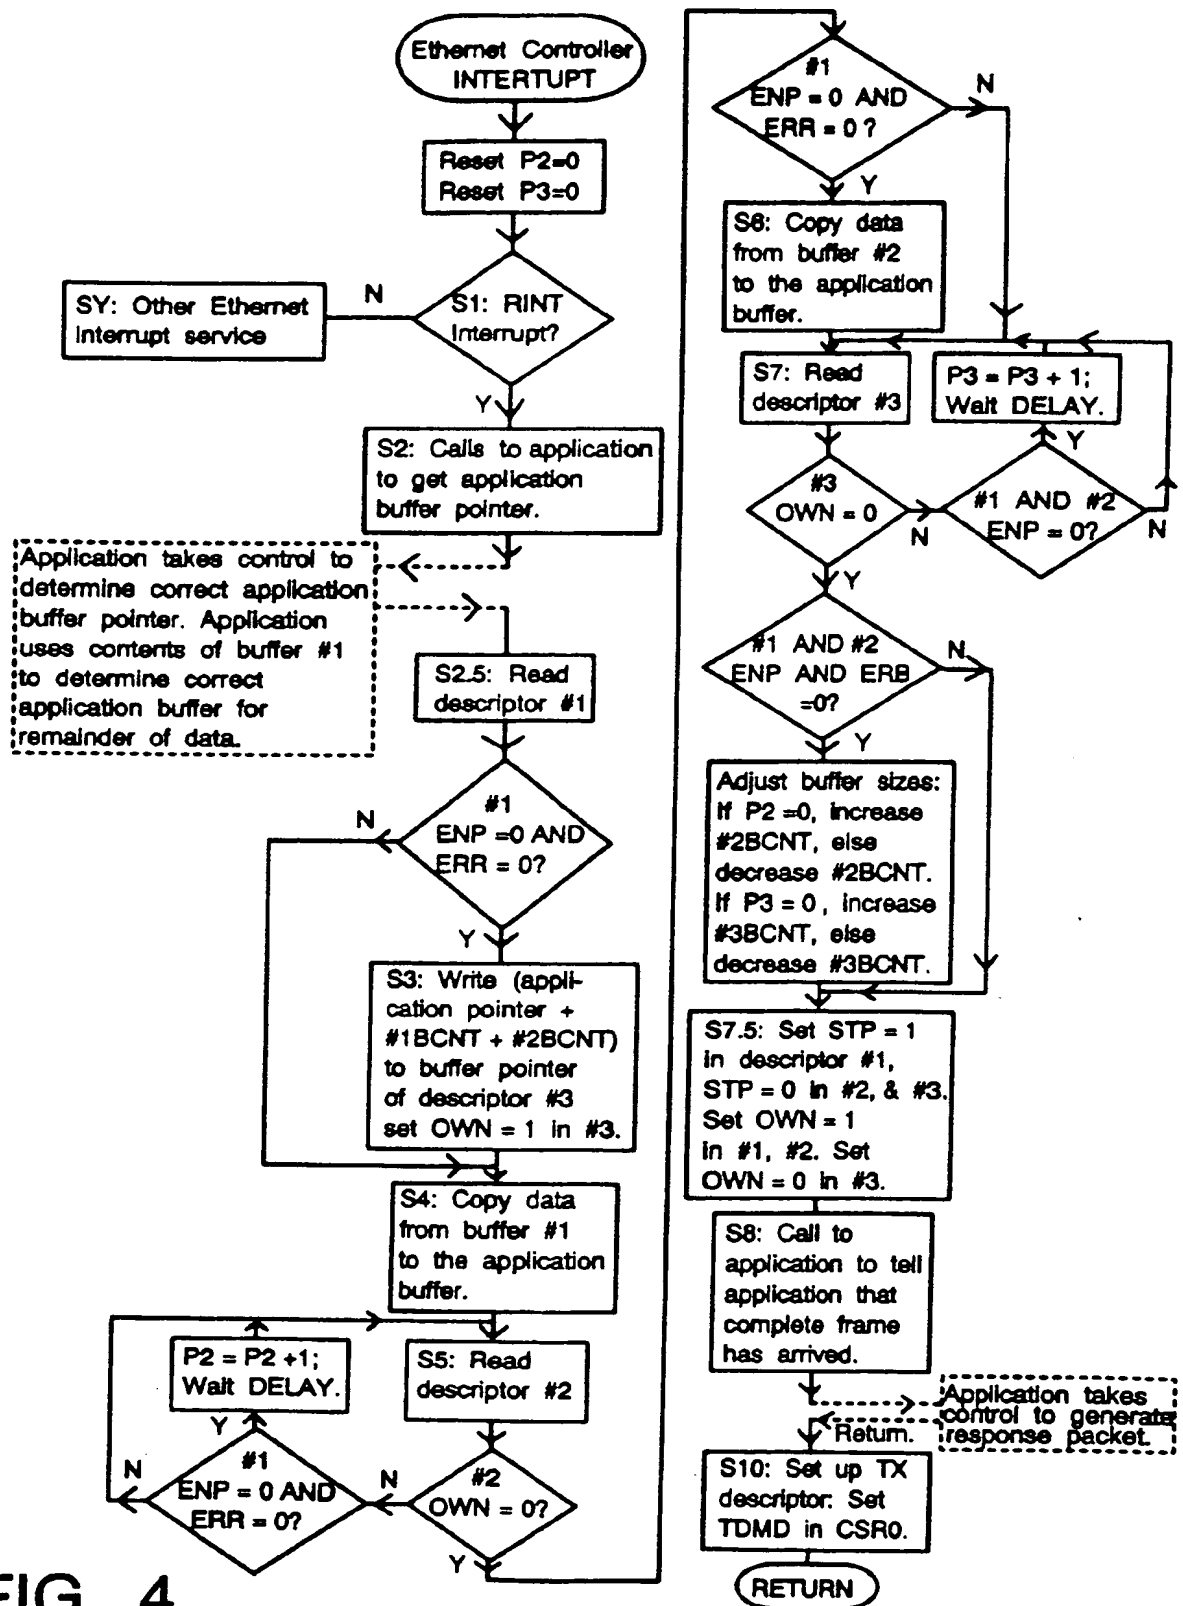 Ethernet Controller
INTERTUPT
Reset P2=0
Reset P3=0
S1: RINT
Interrupt?
N
SY: Other Ethernet
interrupt service
Y
S2: Calls to application
to get application
buffer pointer.
Application takes control to
determine correct application
buffer pointer. Application
uses contents of buffer #1
to determine correct
application buffer for
remainder of data.
S2.5: Read
descriptor #1
#1
ENP =0 AND
ERR = 0?
N
Y
S3: Write (appli-
cation pointer +
#1BCNT + #2BCNT)
to buffer pointer
of descriptor #3
set OWN = 1 in #3.
S4: Copy data
from buffer #1
to the application
buffer.
P2 = P2 +1;
Wait DELAY.
S5: Read
descriptor #2
Y
#1
ENP = 0 AND
ERR = 0?
N
N
#2
OWN = 0?
Y
#1
ENP = 0 AND
ERR = 0?
N
Y
S6: Copy data
from buffer #2
to the application
buffer.
S7: Read
descriptor #3
P3 = P3 + 1;
Wait DELAY.
Y
#3
OWN = 0
N
#1 AND #2
ENP = 0?
N
Y
#1 AND #2
ENP AND ERB
=0?
N
Y
Adjust buffer sizes:
If P2 =0, increase
#2BCNT, else
decrease #2BCNT.
If P3 = 0, increase
#3BCNT, else
decrease #3BCNT.
S7.5: Set STP = 1
in descriptor #1,
STP = 0 in #2, & #3.
Set OWN = 1
in #1, #2. Set
OWN = 0 in #3.
S8: Call to
application to tell
application that
complete frame
has arrived.
Application takes
control to generate
response packet.
Return.
S10: Set up TX
descriptor: Set
TDMD in CSR0.
RETURN
FIG. 4